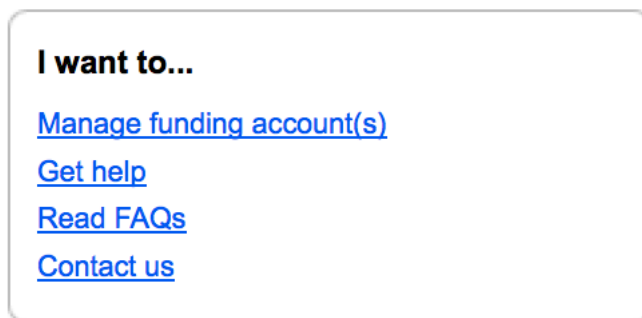 I want to...
Manage funding account(s)
Get help
Read FAQs
Contact us